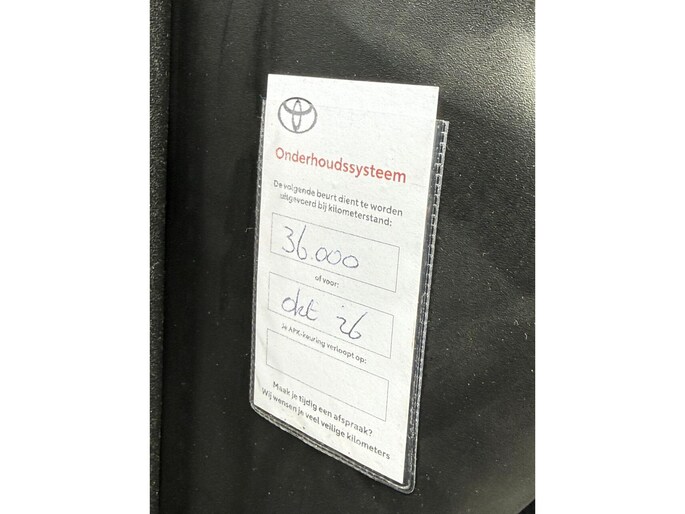 Onderhoudssysteem
De volgende beurt dient te worden
uitgevoerd bij kilometerstand:
36.000
of voor:
okt '26
Je APK-keuring verloopt op:
Maak je tijdig een afspraak?
Wij wensen je veel veilige kilometers